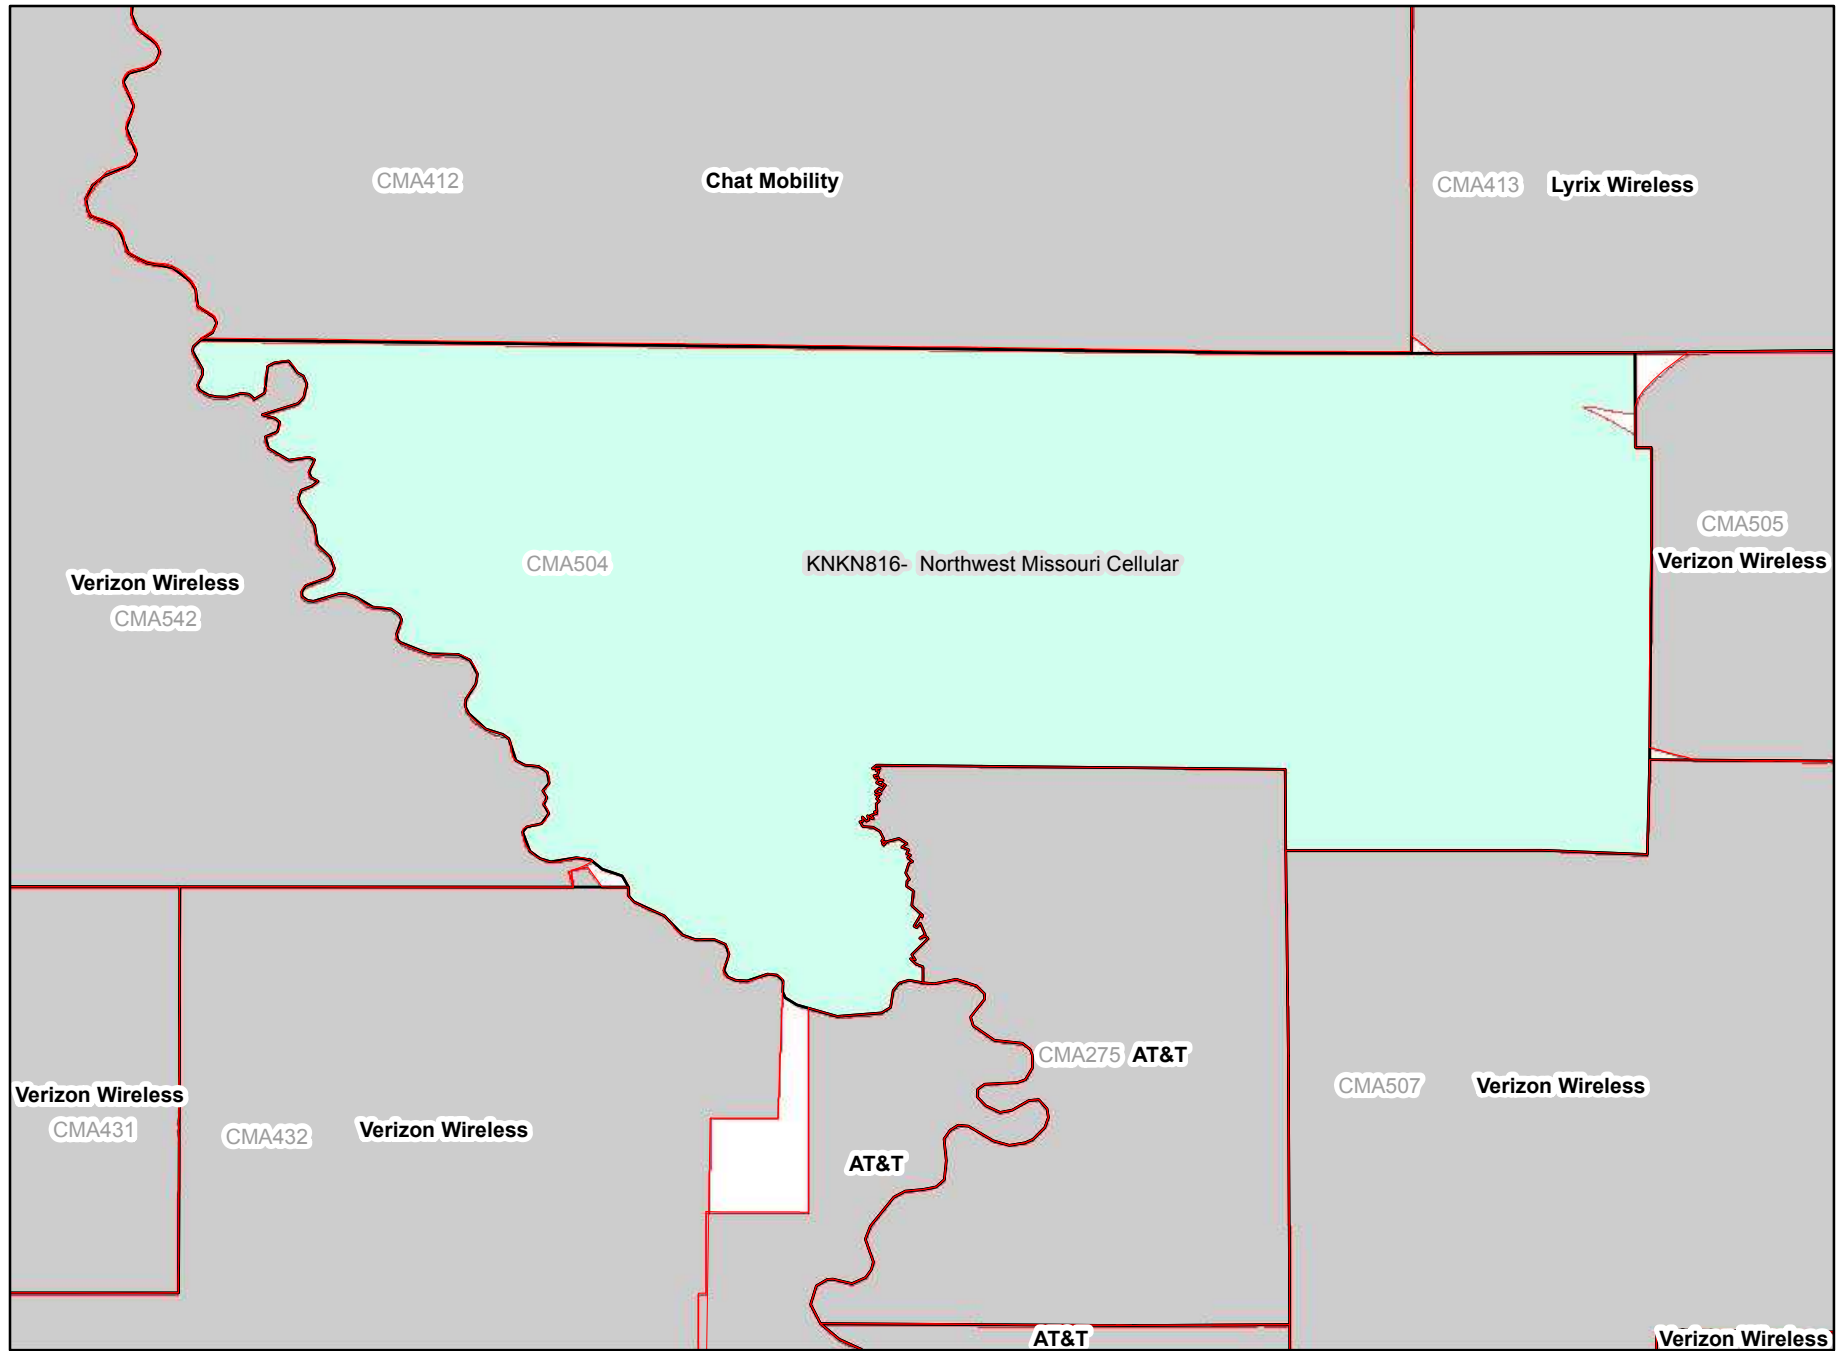 CMA412 Chat Mobility
CMA413 Lyrix Wireless
CMA505
Verizon Wireless
CMA504 KNKN816- Northwest Missouri Cellular
Verizon Wireless
CMA542
CMA275 AT&T
CMA507 Verizon Wireless
Verizon Wireless
CMA431
CMA432 Verizon Wireless
AT&T
AT&T
Verizon Wireless